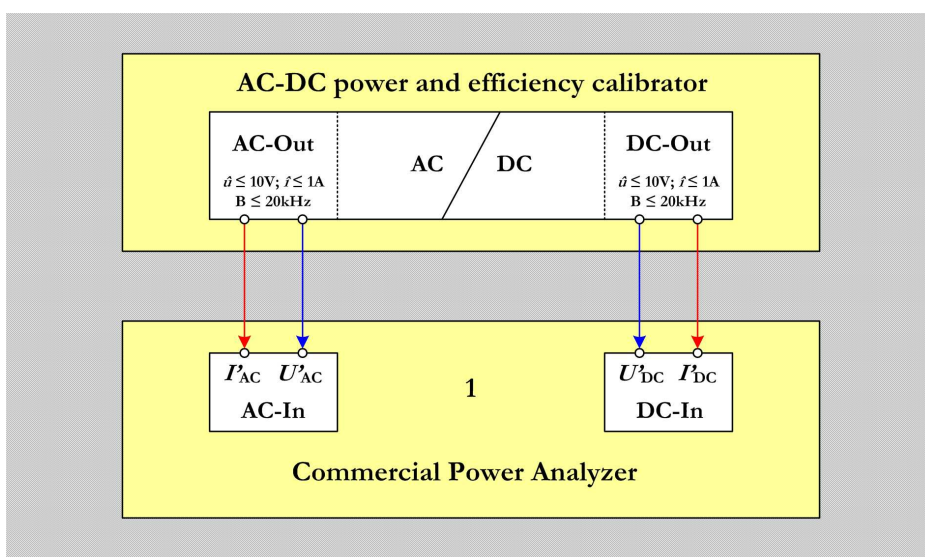 AC-DC power and efficiency calibrator
AC-Out
AC
DC
DC-Out
û ≤ 10V; î ≤ 1A
B ≤ 20kHz
û ≤ 10V; î ≤ 1A
B ≤ 20kHz
I'AC U'AC
AC-In
1
U'DC I'DC
DC-In
Commercial Power Analyzer